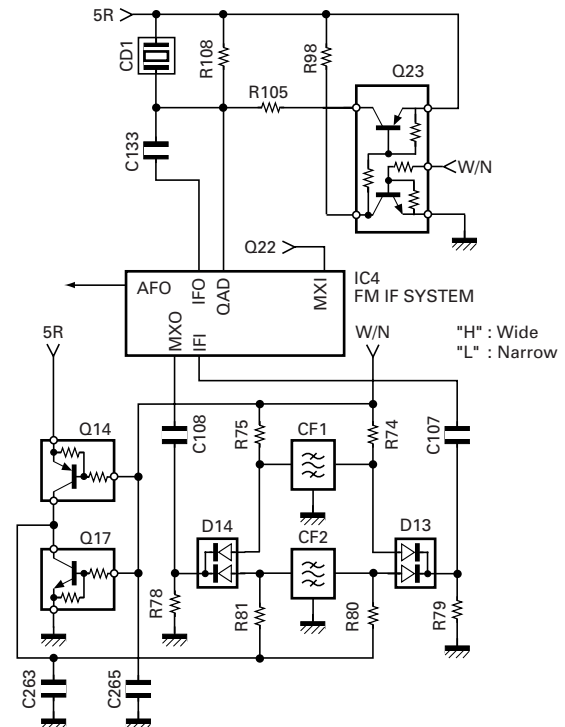 5R
CD1
R108
R98
Q23
R105
C133
W/N
Q22
IC4
FM IF SYSTEM
AFO
IFO
QAD
MXI
MXO
IFI
5R
W/N
"H" : Wide
"L" : Narrow
Q14
C108
R75
CF1
R74
C107
Q17
D14
CF2
D13
R78
R81
R80
R79
C263
C265